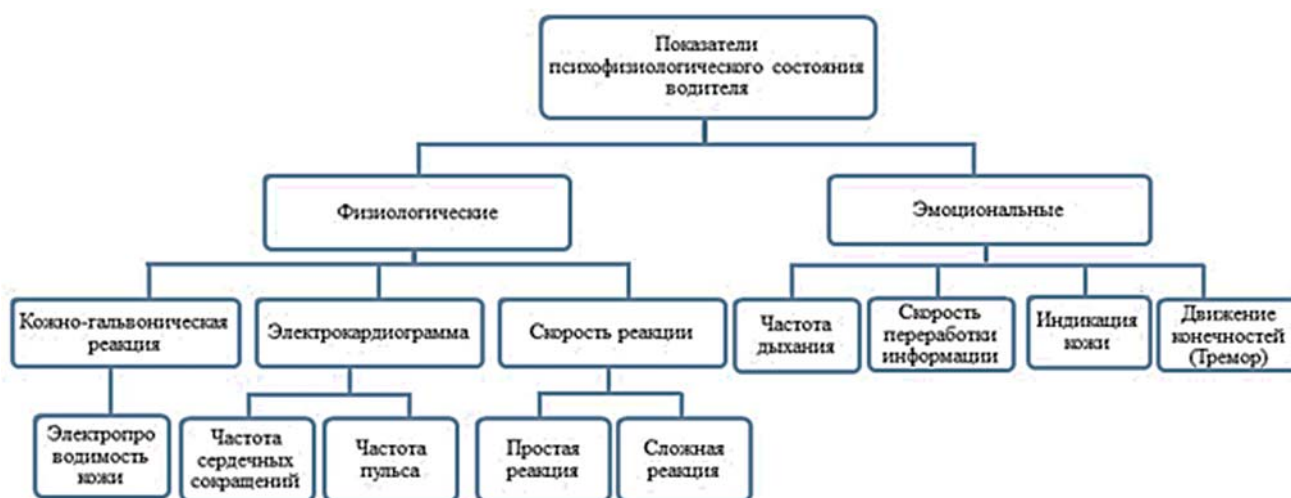 Показатели
психофизиологического состояния
водителя
Физиологические
Эмоциональные
Кожно-гальвоническая
реакция
Электрокардиограмма
Скорость реакции
Частота
дыхания
Скорость
переработки
информации
Индикация
кожи
Движение
конечностей
(Тремор)
Электропро
водимость
кожи
Частота
сердечных
сокращений
Частота
пульса
Простая
реакция
Сложная
реакция